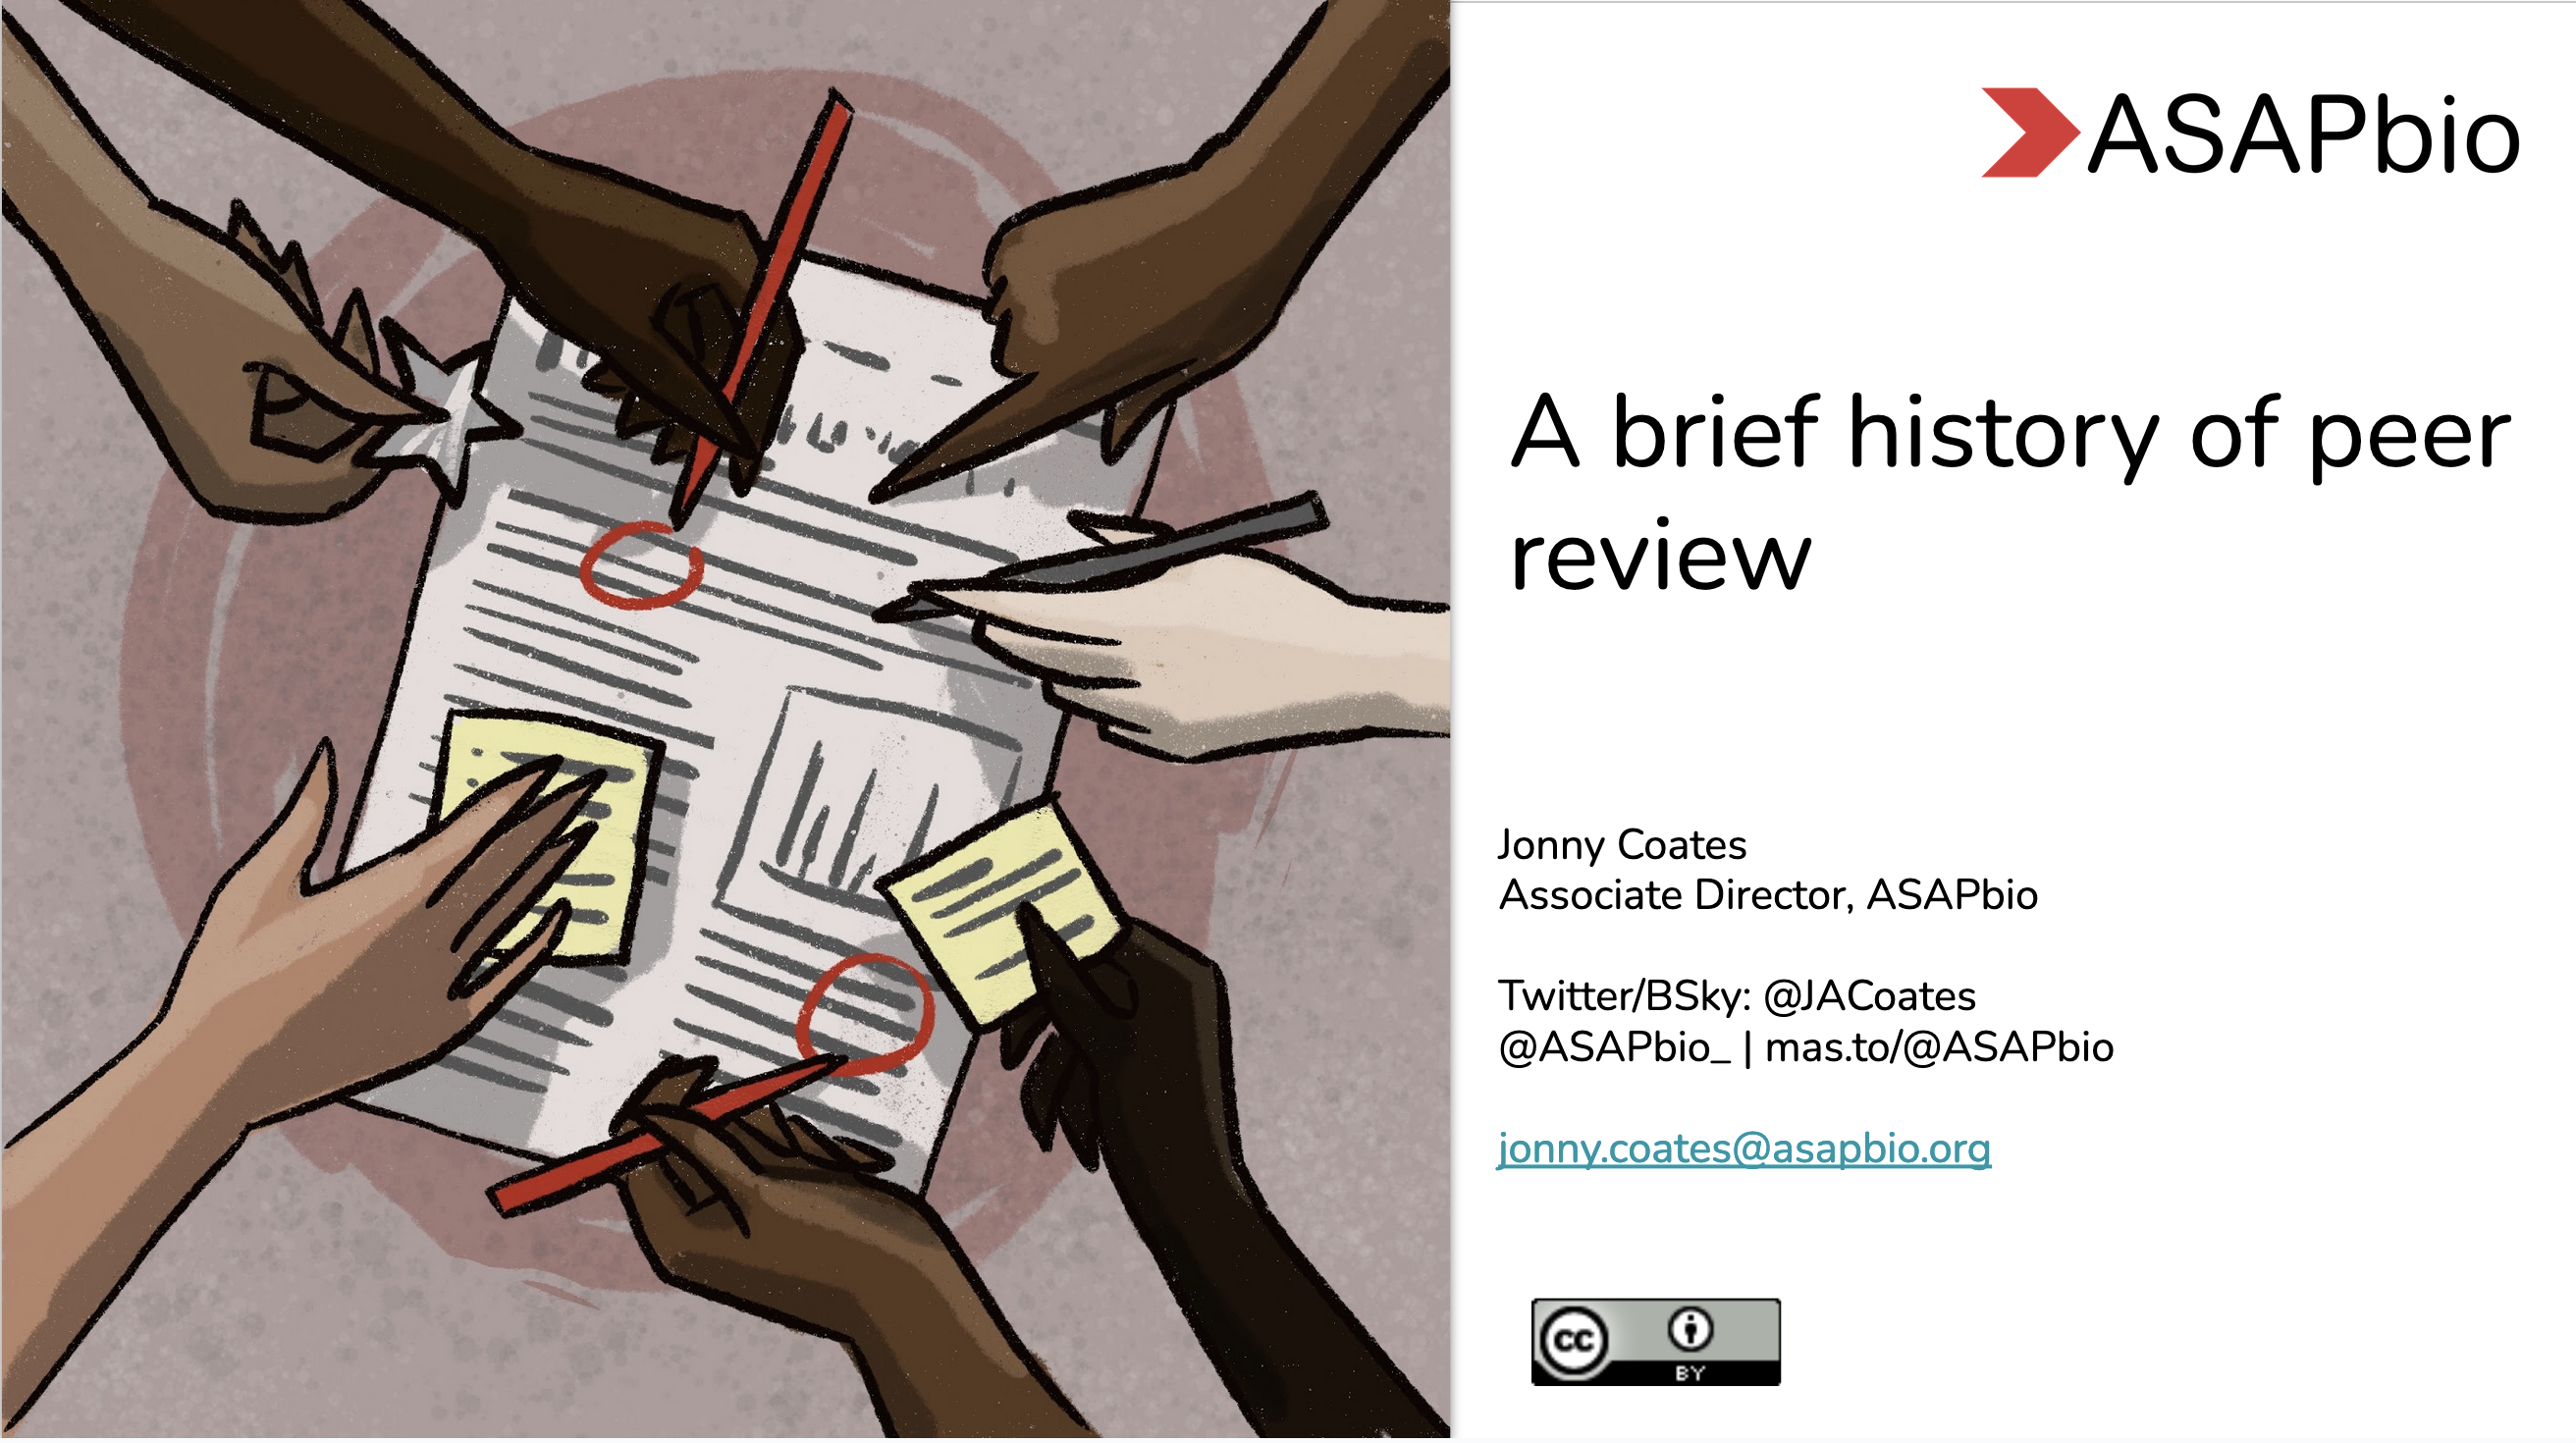 ASAPbio
A brief history of peer
review
Jonny Coates
Associate Director, ASAPbio
Twitter/BSky: @JACoates
@ASAPbio_ | mas.to/@ASAPbio
jonny.coates@asapbio.org
cc
BY